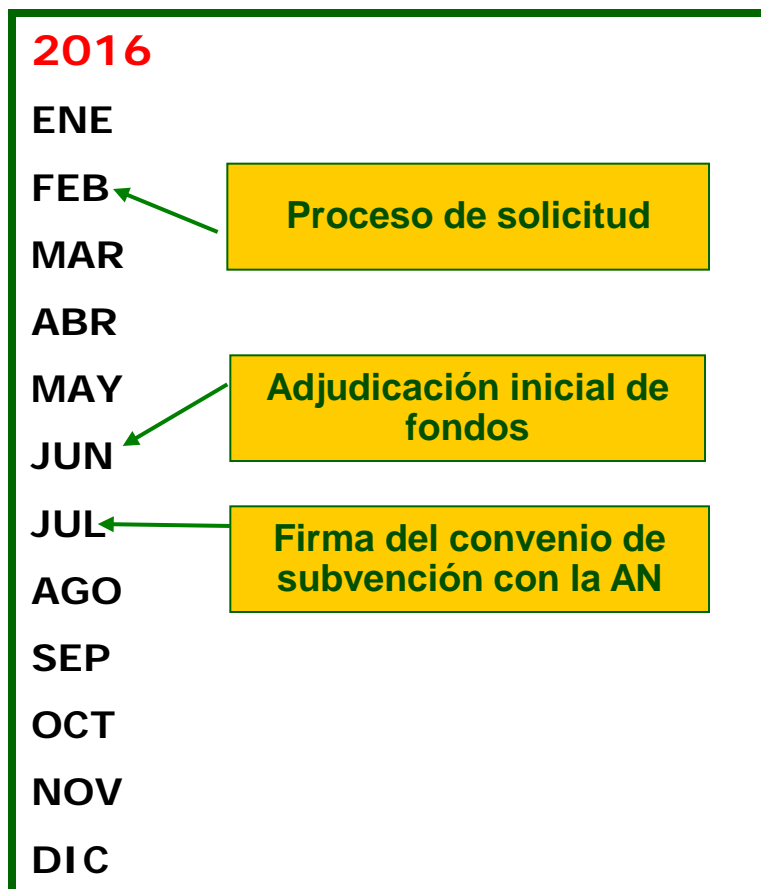 2016
ENE
FEB
Proceso de solicitud
MAR
ABR
MAY
Adjudicación inicial de
fondos
JUN
JUL
Firma del convenio de
subvención con la AN
AGO
SEP
OCT
NOV
DIC